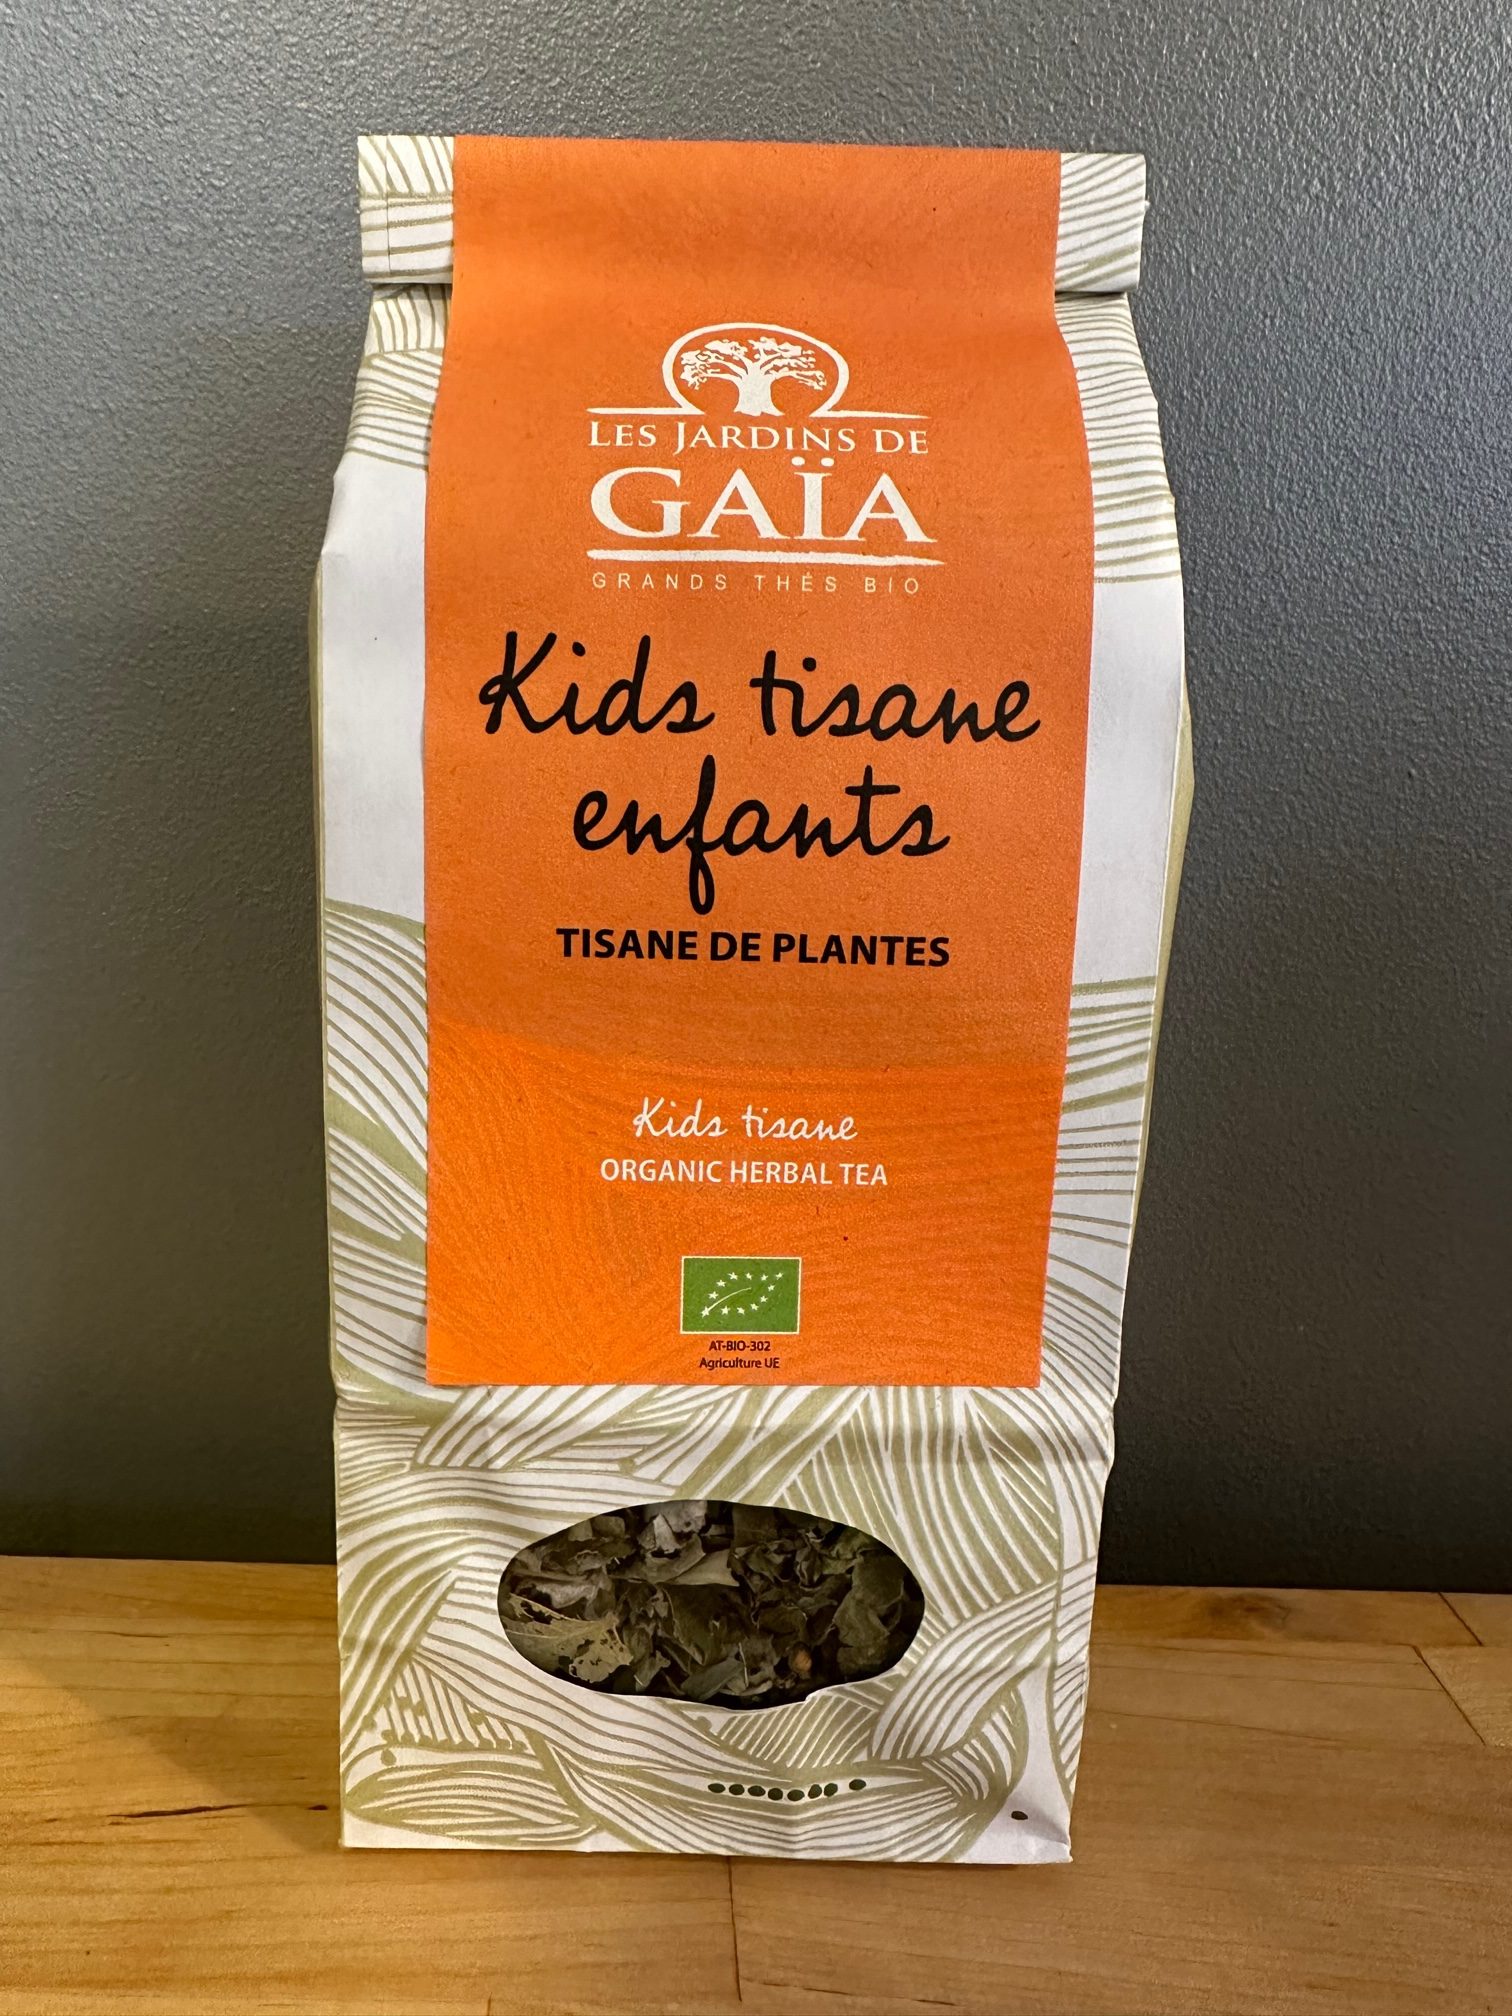 LES JARDINS DE
GAÏA
GRANDS THÉS BIO
Kids tisane
enfants
TISANE DE PLANTES
Kids tisane
ORGANIC HERBAL TEA
AT-BIO-302
Agriculture UE